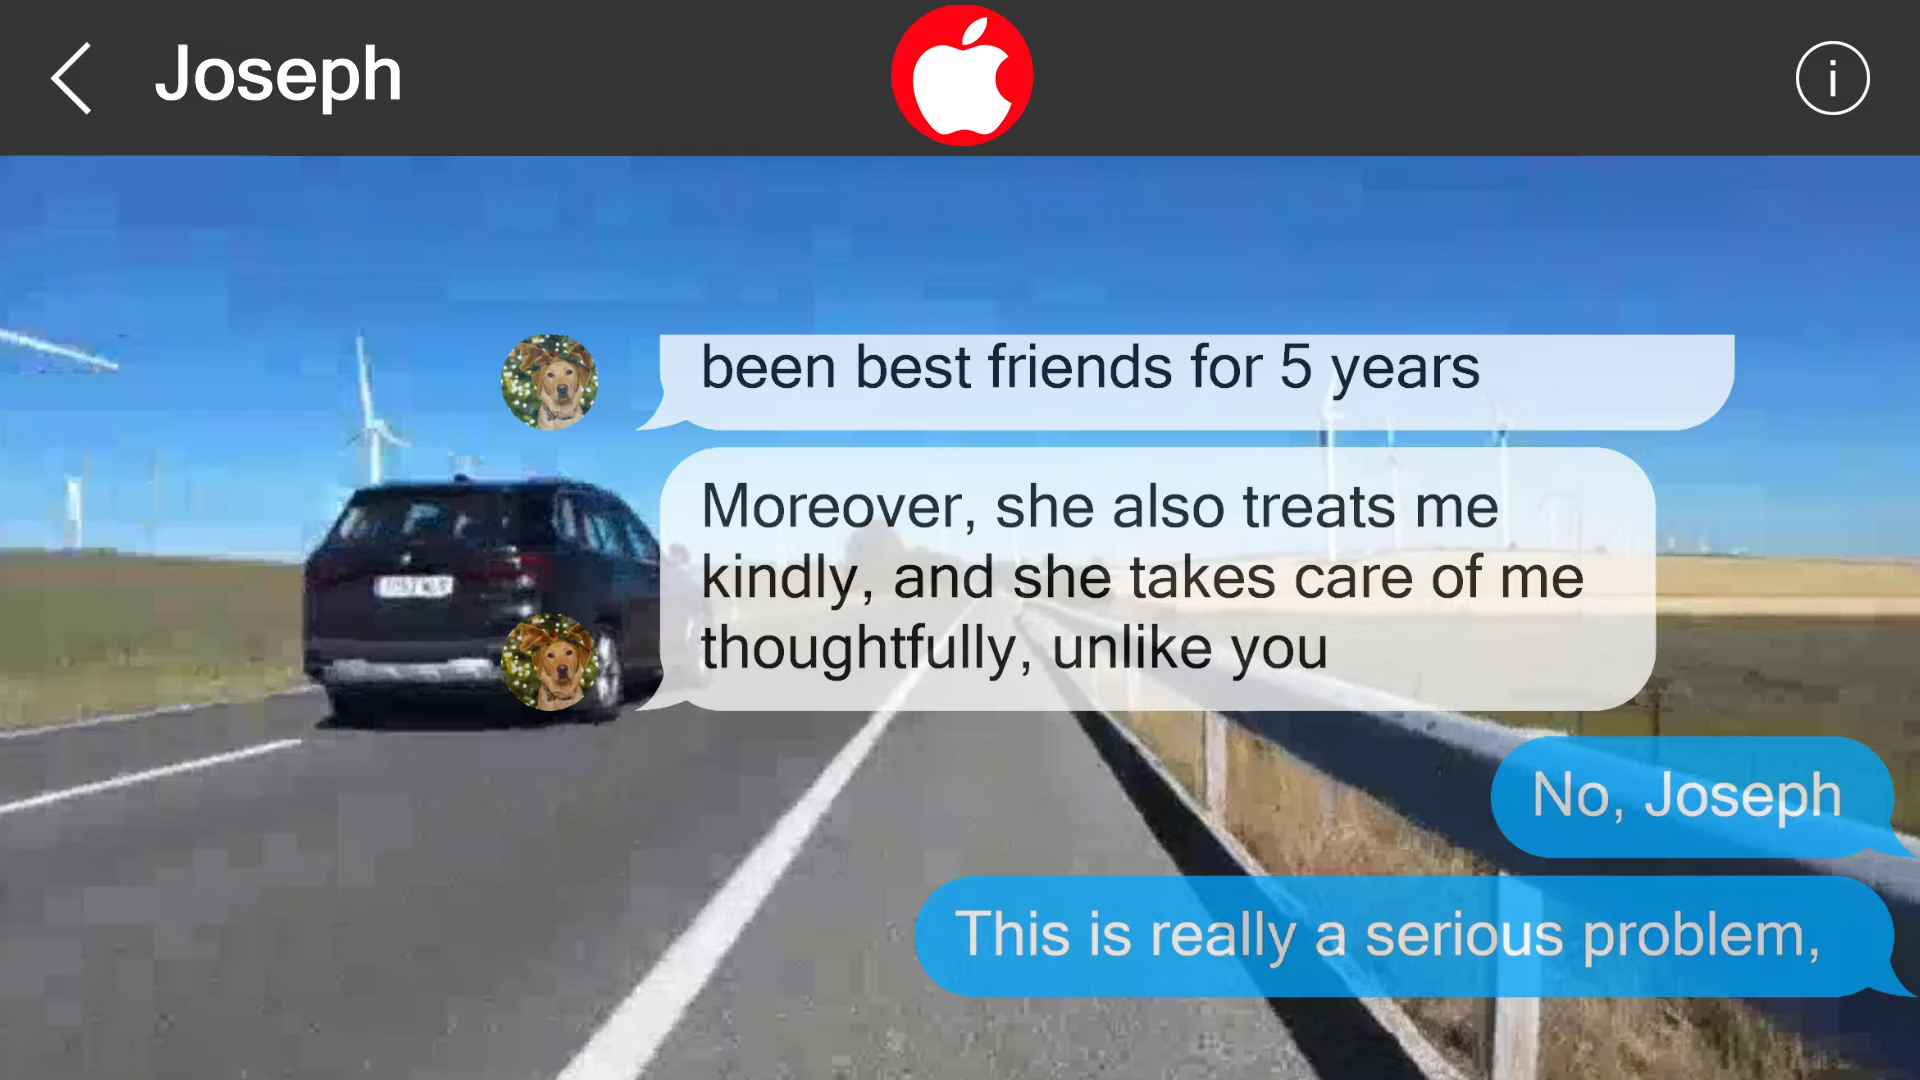 Joseph
been best friends for 5 years
Moreover, she also treats me
kindly, and she takes care of me
thoughtfully, unlike you
No, Joseph
This is really a serious problem,